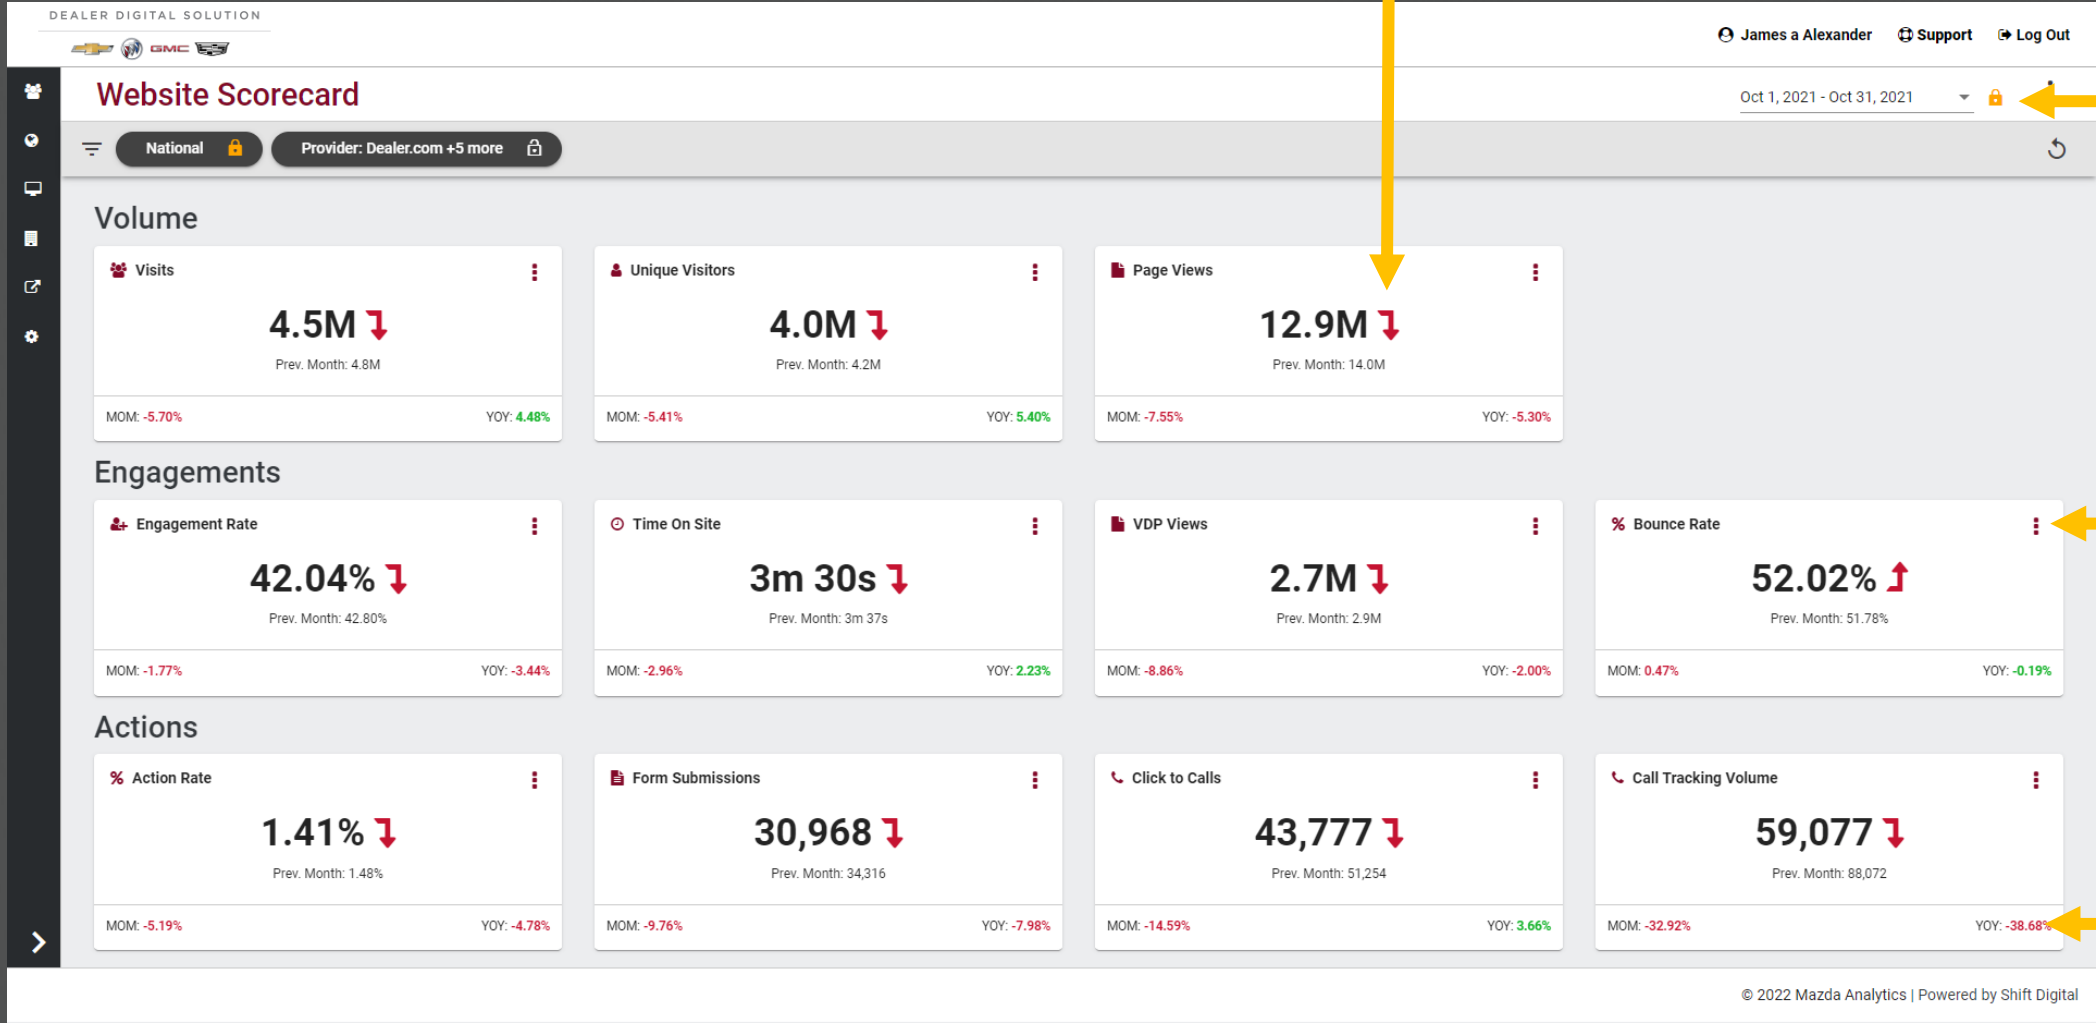 DEALER DIGITAL SOLUTION
GMC
James a Alexander Support Log Out
Website Scorecard
Oct 1, 2021 - Oct 31, 2021
National Provider: Dealer.com +5 more
Volume
Visits
4.5M
Prev. Month: 4.8M
MOM: -5.70% YOY: 4.48%
Unique Visitors
4.0M
Prev. Month: 4.2M
MOM: -5.41% YOY: 5.40%
Page Views
12.9M
Prev. Month: 14.0M
MOM: -7.55% YOY: -5.30%
Engagements
Engagement Rate
42.04%
Prev. Month: 42.80%
MOM: -1.77% YOY: -3.44%
Time On Site
3m 30s
Prev. Month: 3m 37s
MOM: -2.96% YOY: 2.23%
VDP Views
2.7M
Prev. Month: 2.9M
MOM: -8.86% YOY: -2.00%
% Bounce Rate
52.02%
Prev. Month: 51.78%
MOM: 0.47% YOY: -0.19%
Actions
% Action Rate
1.41%
Prev. Month: 1.48%
MOM: -5.19% YOY: -4.78%
Form Submissions
30,968
Prev. Month: 34,316
MOM: -9.76% YOY: -7.98%
Click to Calls
43,777
Prev. Month: 51,254
MOM: -14.59% YOY: 3.66%
Call Tracking Volume
59,077
Prev. Month: 88,072
MOM: -32.92% YOY: -38.68%
© 2022 Mazda Analytics | Powered by Shift Digital